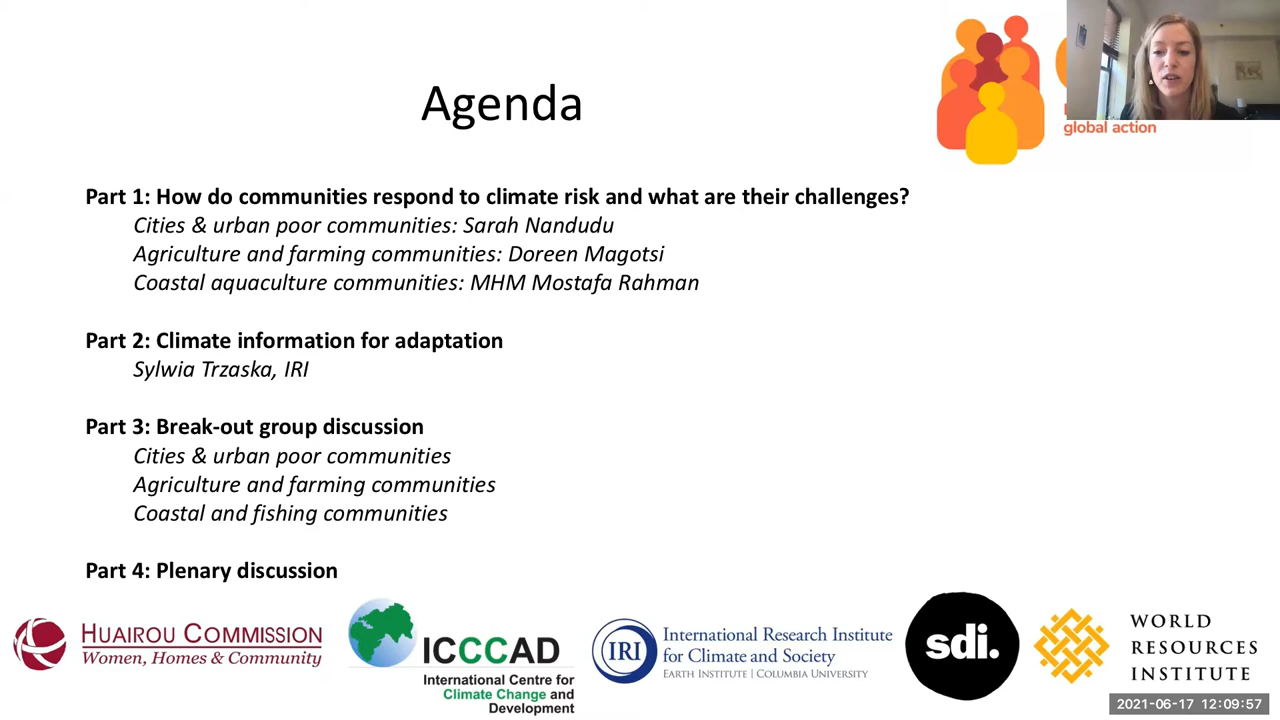 Agenda
global action
Part 1: How do communities respond to climate risk and what are their challenges?
Cities & urban poor communities: Sarah Nandudu
Agriculture and farming communities: Doreen Magotsi
Coastal aquaculture communities: MHM Mostafa Rahman
Part 2: Climate information for adaptation
Sylwia Trzaska, IRI
Part 3: Break-out group discussion
Cities & urban poor communities
Agriculture and farming communities
Coastal and fishing communities
Part 4: Plenary discussion
HUAIROU COMMISSION
Women, Homes & Community
ICCCAD
International Centre for
Climate Change and
Development
IRI
International Research Institute
for Climate and Society
EARTH INSTITUTE | COLUMBIA UNIVERSITY
sdi.
WORLD
RESOURCES
INSTITUTE
2021-06-17 12:09:57